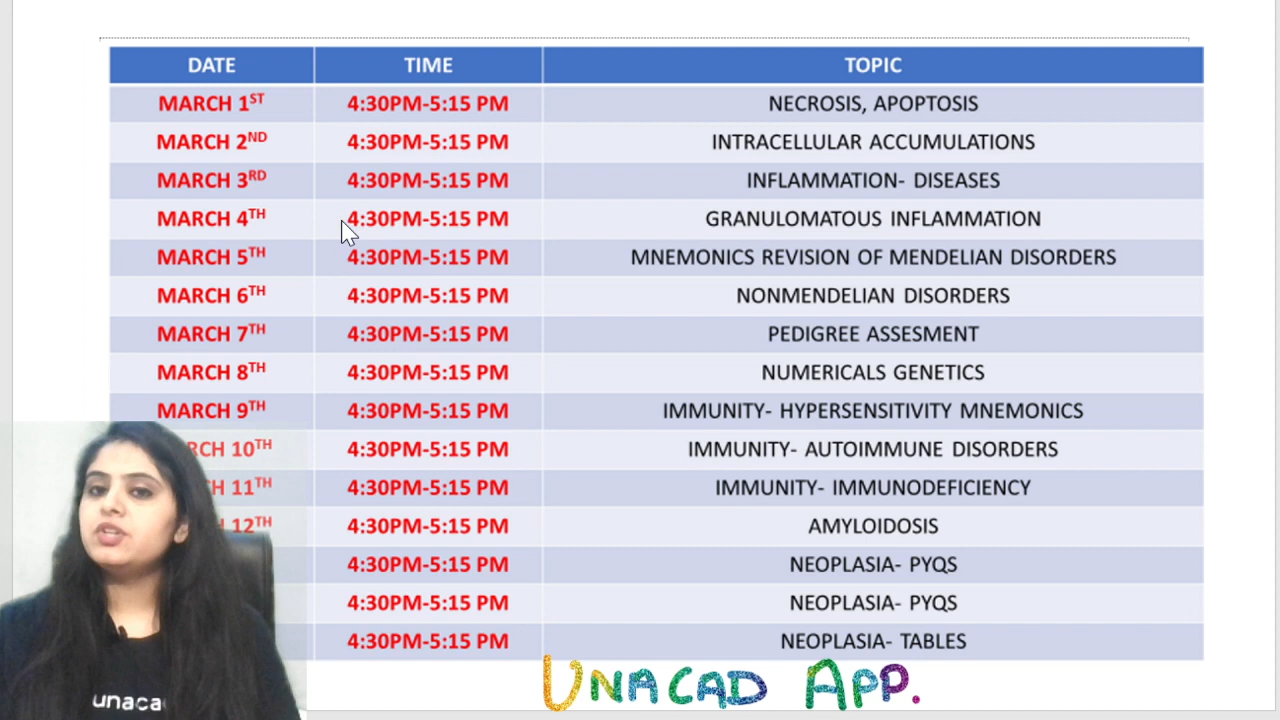 DATE TIME TOPIC
MARCH 1ST 4:30PM-5:15 PM NECROSIS, APOPTOSIS
MARCH 2ND 4:30PM-5:15 PM INTRACELLULAR ACCUMULATIONS
MARCH 3RD 4:30PM-5:15 PM INFLAMMATION- DISEASES
MARCH 4TH 4:30PM-5:15 PM GRANULOMATOUS INFLAMMATION
MARCH 5TH 4:30PM-5:15 PM MNEMONICS REVISION OF MENDELIAN DISORDERS
MARCH 6TH 4:30PM-5:15 PM NONMENDELIAN DISORDERS
MARCH 7TH 4:30PM-5:15 PM PEDIGREE ASSESMENT
MARCH 8TH 4:30PM-5:15 PM NUMERICALS GENETICS
MARCH 9TH 4:30PM-5:15 PM IMMUNITY- HYPERSENSITIVITY MNEMONICS
RCH 10TH 4:30PM-5:15 PM IMMUNITY- AUTOIMMUNE DISORDERS
H 11TH 4:30PM-5:15 PM IMMUNITY- IMMUNODEFICIENCY
12TH 4:30PM-5:15 PM AMYLOIDOSIS
4:30PM-5:15 PM NEOPLASIA- PYQS
4:30PM-5:15 PM NEOPLASIA- PYQS
4:30PM-5:15 PM NEOPLASIA- TABLES
UNACAD APP.
unaca